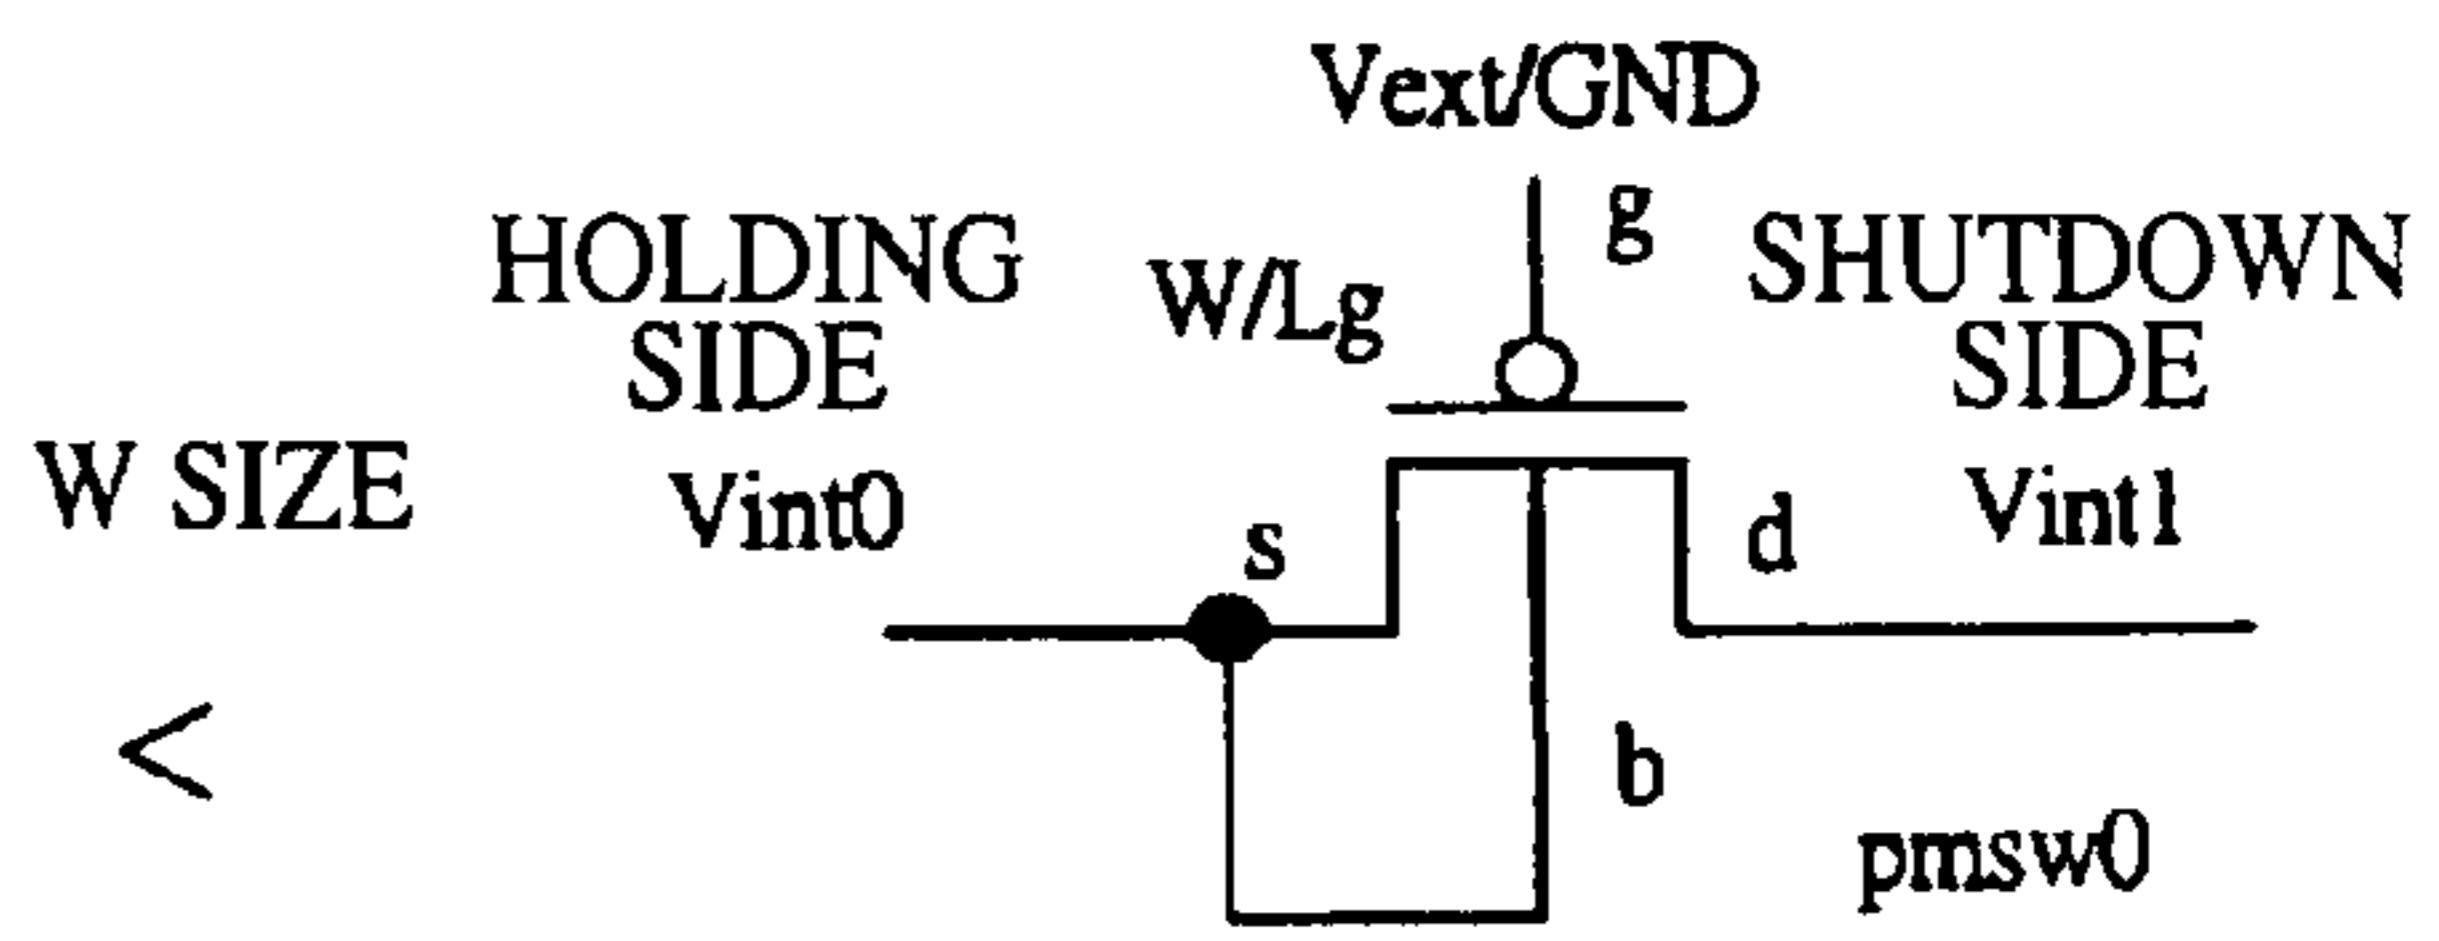 Vext/GND
g
HOLDING
SIDE
W/Lg
SHUTDOWN
SIDE
W SIZE
Vint0
s
d
Vint1
<
b
pmsw0